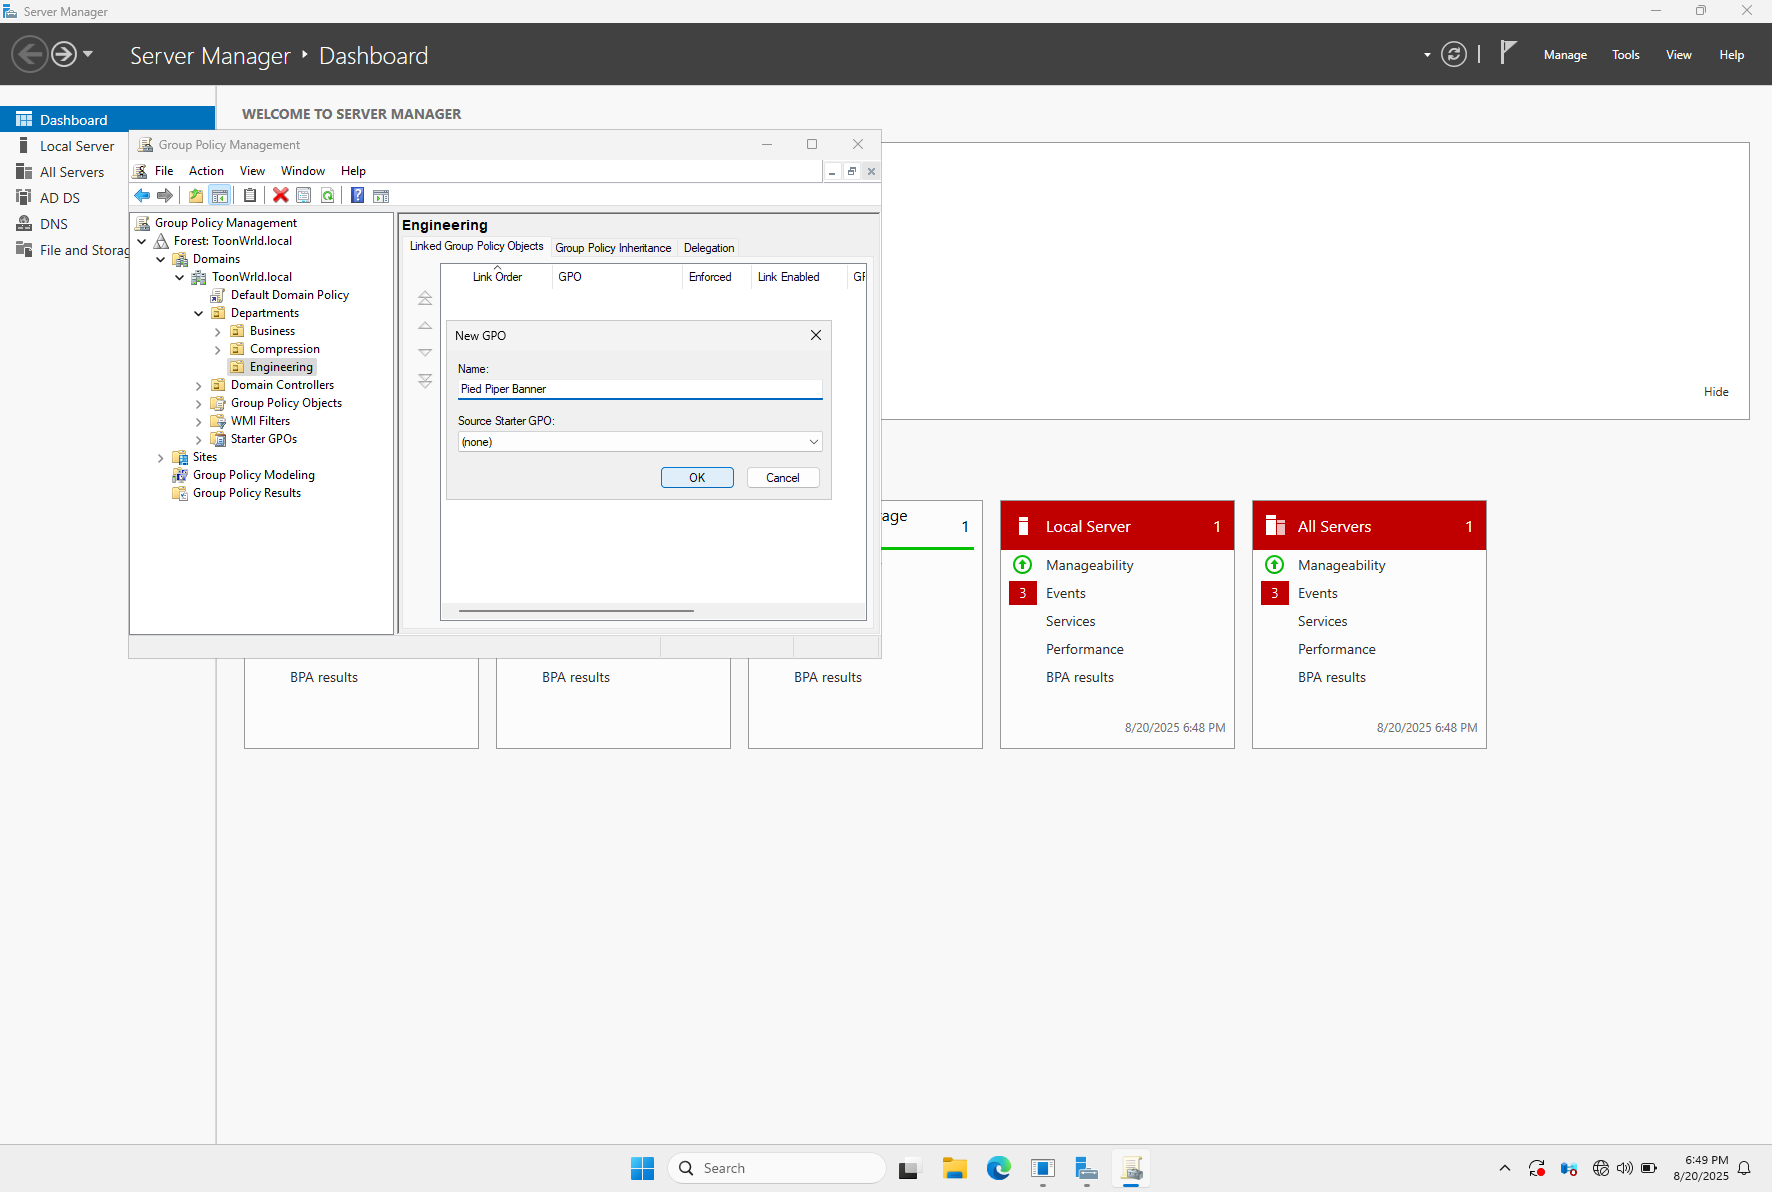 Server Manager
Server Manager ‣ Dashboard
Manage Tools View Help
Dashboard
Local Server
All Servers
AD DS
DNS
File and Storag
WELCOME TO SERVER MANAGER
Hide
Group Policy Management
File Action View Window Help
Group Policy Management
Forest: ToonWrld.local
Domains
ToonWrld.local
Default Domain Policy
Departments
Business
Compression
Engineering
Domain Controllers
Group Policy Objects
WMI Filters
Starter GPOs
Sites
Group Policy Modeling
Group Policy Results
Engineering
Linked Group Policy Objects Group Policy Inheritance Delegation
Link Order GPO Enforced Link Enabled
New GPO
Name:
Pied Piper Banner
Source Starter GPO:
(none)
OK Cancel
BPA results
BPA results
age 1
BPA results
Local Server 1
Manageability
3 Events
Services
Performance
BPA results
8/20/2025 6:48 PM
All Servers 1
Manageability
3 Events
Services
Performance
BPA results
8/20/2025 6:48 PM
Search
6:49 PM
8/20/2025